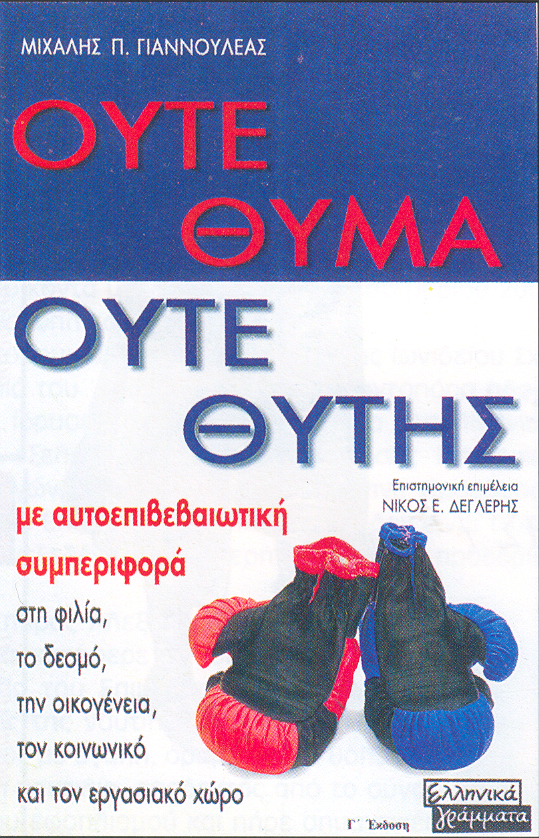 ΜΙΧΑΛΗΣ Π. ΓΙΑΝΝΟΥΛΕΑΣ
ΟΥΤΕ
ΘΥΜΑ
ΟΥΤΕ
ΘΥΤΗΣ
Επιστημονική επιμέλεια
ΝΙΚΟΣ Ε. ΔΕΓΛΕΡΗΣ
με αυτοεπιβεβαιωτική
συμπεριφορά
στη φιλία,
το δεσμό,
την οικογένεια,
τον κοινωνικό
και τον εργασιακό χώρο
Γ΄ Έκδοση
Ελληνικά
γράμματα